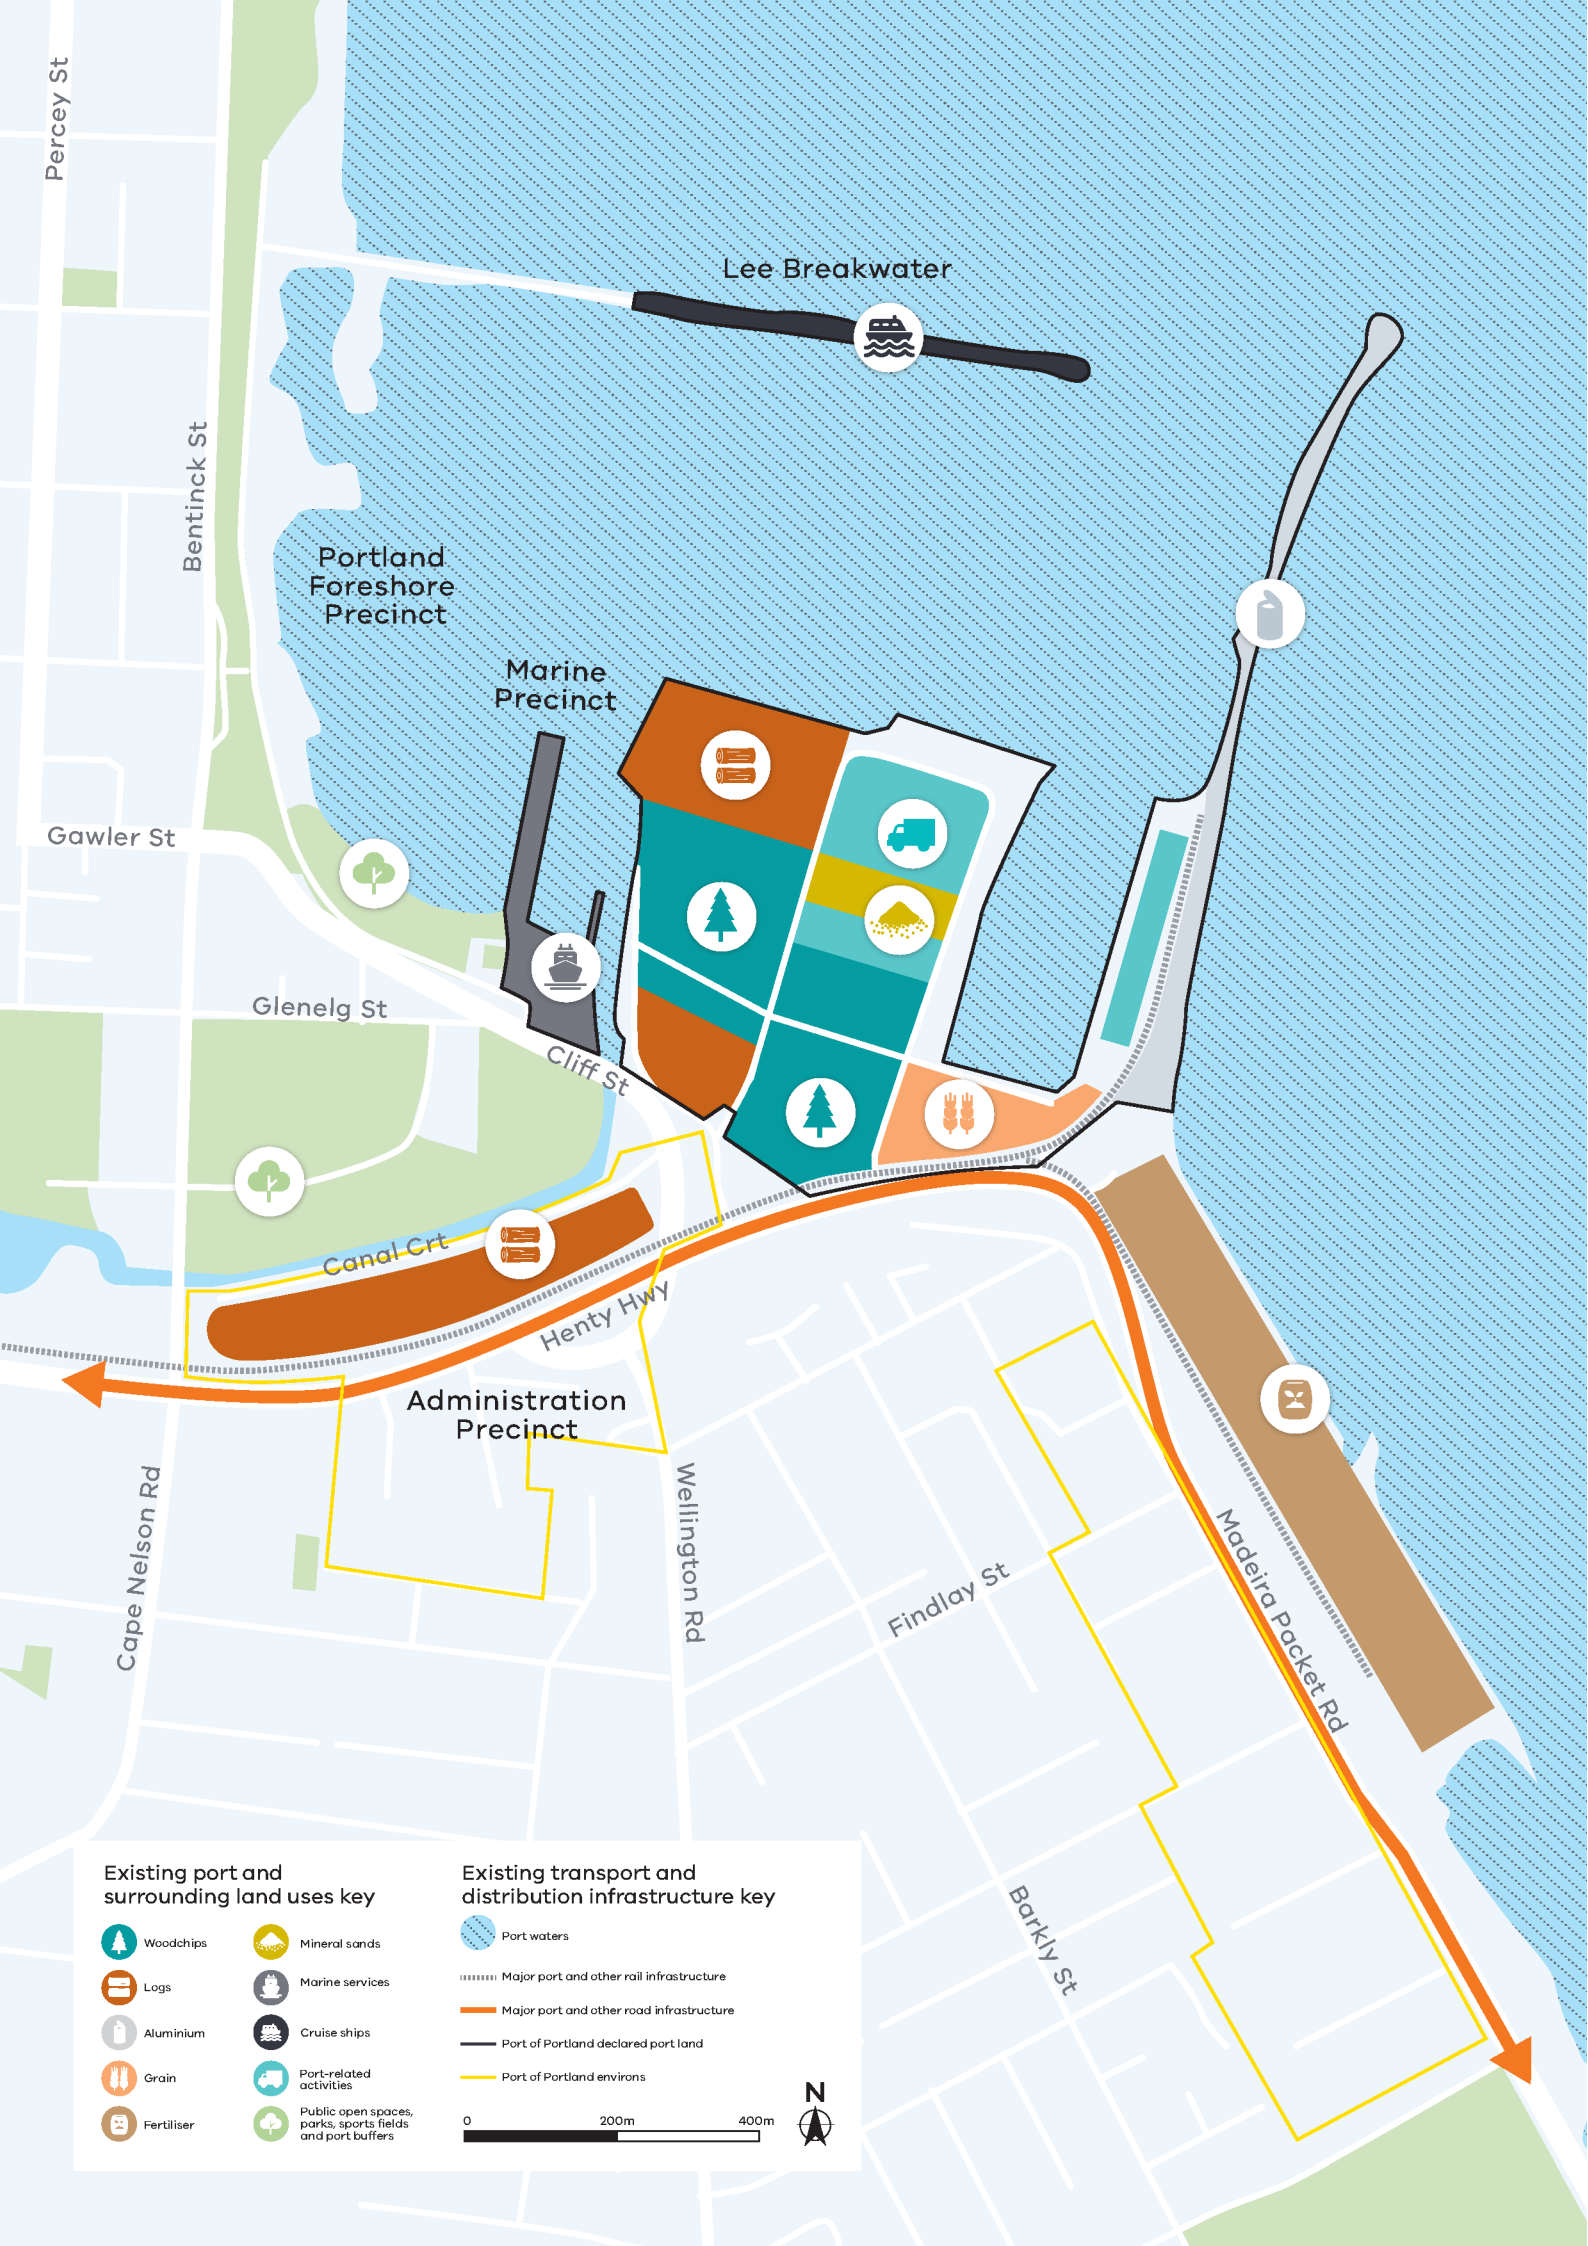 Percey St
Lee Breakwater
Bentinck St
Portland
Foreshore
Precinct
Marine
Precinct
Gawler St
Glenelg St
Cliff St
Canal Crt
Henty Hwy
Administration
Precinct
Cape Nelson Rd
Wellington Rd
Findlay St
Madeira Packet Rd
Barkly St
Existing port and
surrounding land uses key
Woodchips
Logs
Aluminium
Grain
Fertiliser
Mineral sands
Marine services
Cruise ships
Port-related
activities
Public open spaces,
parks, sports fields
and port buffers
Existing transport and
distribution infrastructure key
Port waters
Major port and other rail infrastructure
Major port and other road infrastructure
Port of Portland declared port land
Port of Portland environs
0 200m 400m
N